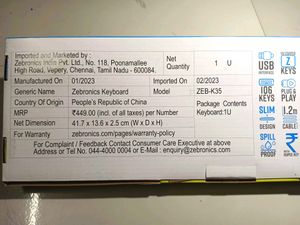 Imported and Marketed by :
Zebronics India Pvt. Ltd., No. 118, Poonamallee
High Road, Vepery, Chennai, Tamil Nadu - 600084.
Net Quantity 1 U
Manufactured On 01/2023 Imported On 02/2023
Generic Name Zebronics Keyboard Model ZEB-K35
Country Of Origin People's Republic of China
MRP ₹449.00 (incl. of all taxes) per Number
Package Contents Keyboard:1U
Dimension 41.7 x 13.6 x 2.5 cm (W x D x H)
For Warranty zebronics.com/pages/warranty-policy
For Complaint / Feedback Contact Consumer Care Executive at above
Address or Tel No. 044-4000 0004 or E-Mail : enquiry@zebronics.com
USB
INTERFACE
Z
KEYS
106
KEYS
PLUG &
PLAY
SLIM
DESIGN
1.2m
CABLE
SPILL
PROOF
₹
RUPEE KEY